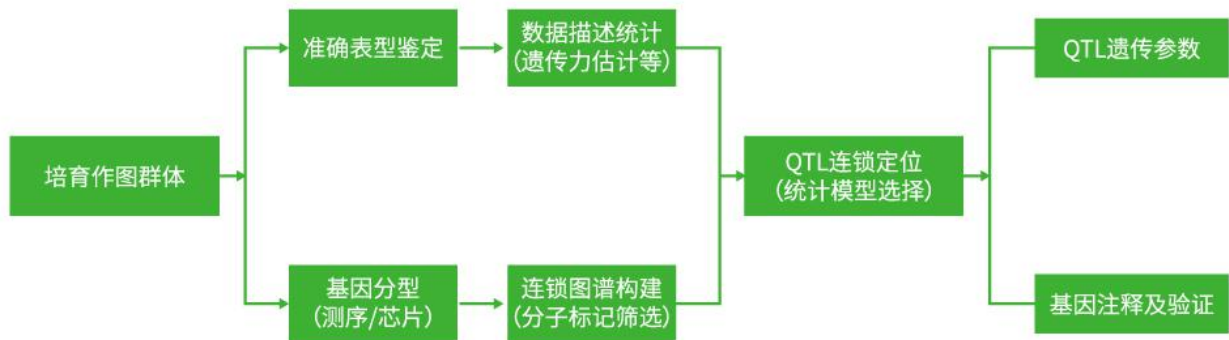 培育作图群体
准确表型鉴定
数据描述统计
(遗传力估计等)
基因分型
(测序/芯片)
连锁图谱构建
(分子标记筛选)
QTL连锁定位
(统计模型选择)
QTL遗传参数
基因注释及验证